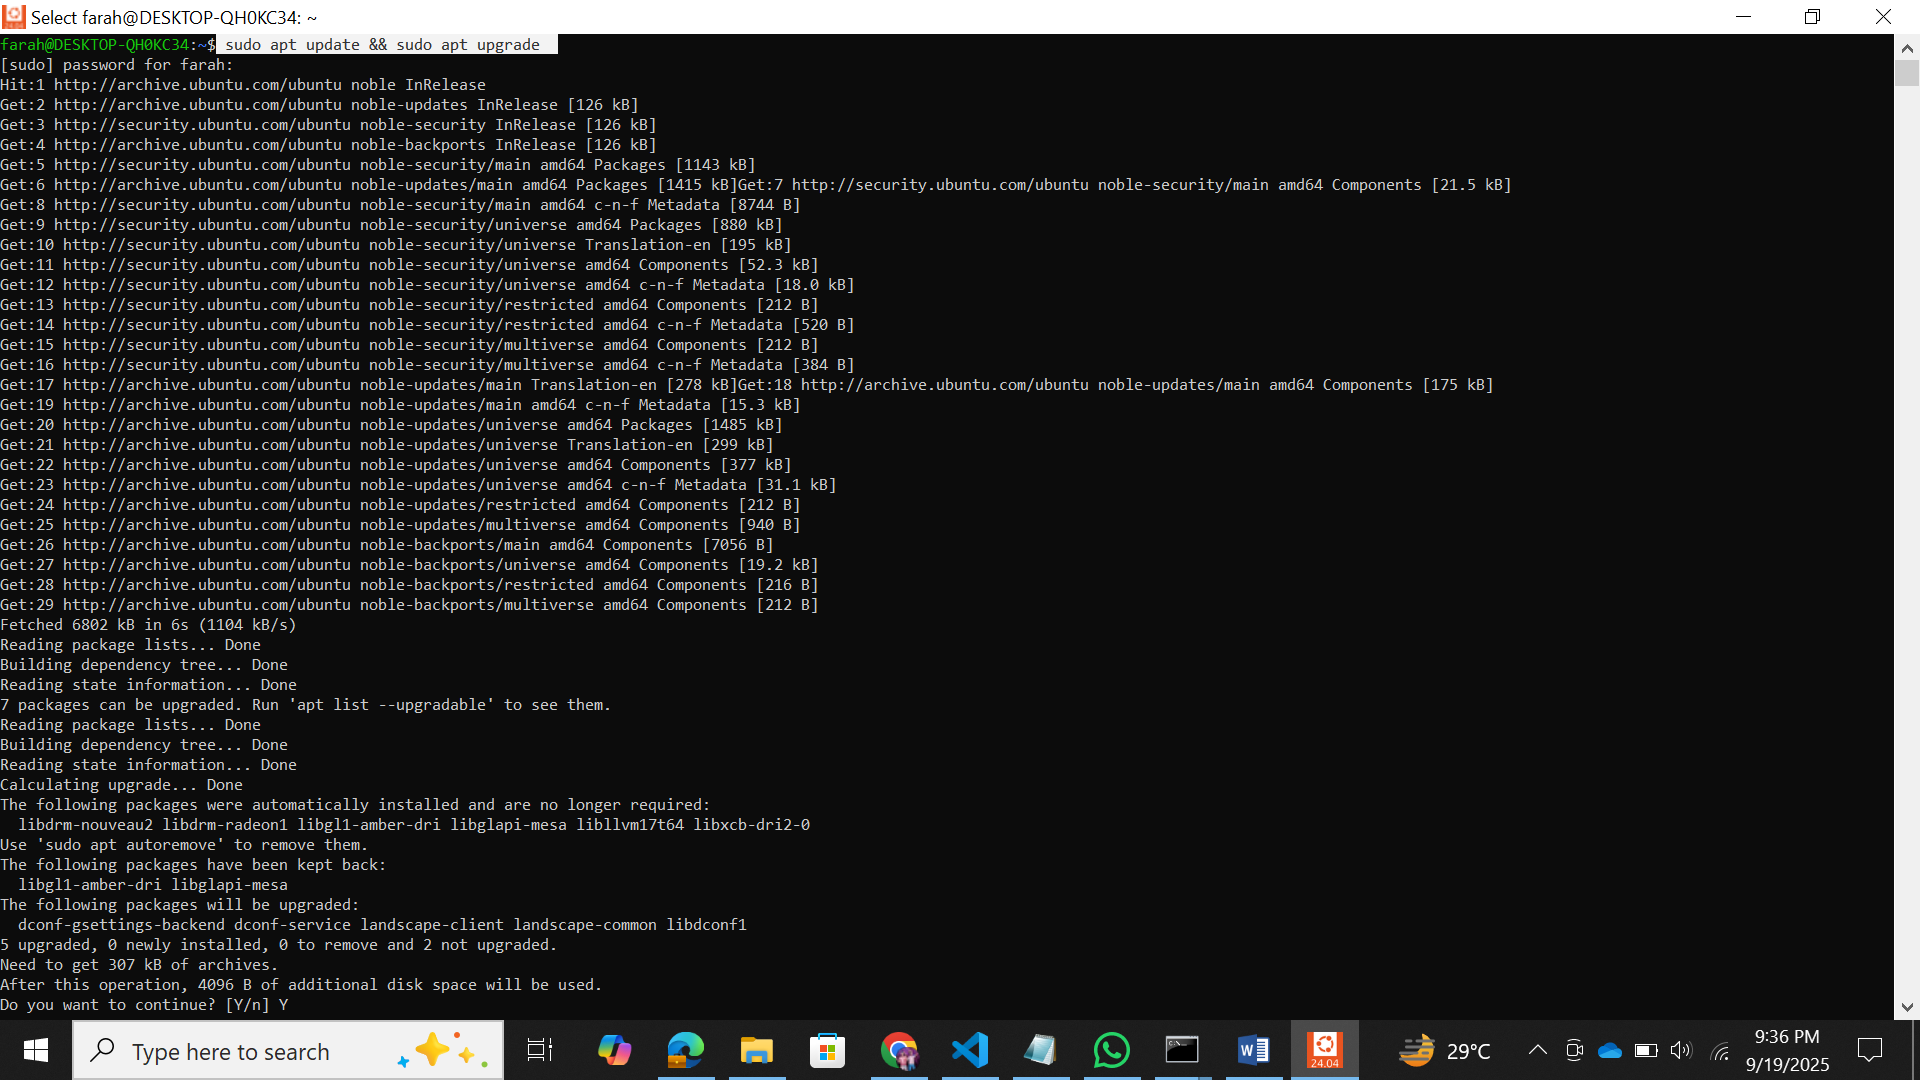 Select farah@DESKTOP-QH0KC34: ~
farah@DESKTOP-QH0KC34:~$ sudo apt update && sudo apt upgrade
[sudo] password for farah:
Hit:1 http://archive.ubuntu.com/ubuntu noble InRelease
Get:2 http://archive.ubuntu.com/ubuntu noble-updates InRelease [126 kB]
Get:3 http://security.ubuntu.com/ubuntu noble-security InRelease [126 kB]
Get:4 http://archive.ubuntu.com/ubuntu noble-backports InRelease [126 kB]
Get:5 http://security.ubuntu.com/ubuntu noble-security/main amd64 Packages [1143 kB]
Get:6 http://archive.ubuntu.com/ubuntu noble-updates/main amd64 Packages [1415 kB]Get:7 http://security.ubuntu.com/ubuntu noble-security/main amd64 Components [21.5 kB]
Get:8 http://security.ubuntu.com/ubuntu noble-security/main amd64 c-n-f Metadata [8744 B]
Get:9 http://security.ubuntu.com/ubuntu noble-security/universe amd64 Packages [880 kB]
Get:10 http://security.ubuntu.com/ubuntu noble-security/universe Translation-en [195 kB]
Get:11 http://security.ubuntu.com/ubuntu noble-security/universe amd64 Components [52.3 kB]
Get:12 http://security.ubuntu.com/ubuntu noble-security/universe amd64 c-n-f Metadata [18.0 kB]
Get:13 http://security.ubuntu.com/ubuntu noble-security/restricted amd64 Components [212 B]
Get:14 http://security.ubuntu.com/ubuntu noble-security/restricted amd64 c-n-f Metadata [520 B]
Get:15 http://security.ubuntu.com/ubuntu noble-security/multiverse amd64 Components [212 B]
Get:16 http://security.ubuntu.com/ubuntu noble-security/multiverse amd64 c-n-f Metadata [384 B]
Get:17 http://archive.ubuntu.com/ubuntu noble-updates/main Translation-en [278 kB]Get:18 http://archive.ubuntu.com/ubuntu noble-updates/main amd64 Components [175 kB]
Get:19 http://archive.ubuntu.com/ubuntu noble-updates/main amd64 c-n-f Metadata [15.3 kB]
Get:20 http://archive.ubuntu.com/ubuntu noble-updates/universe amd64 Packages [1485 kB]
Get:21 http://archive.ubuntu.com/ubuntu noble-updates/universe Translation-en [299 kB]
Get:22 http://archive.ubuntu.com/ubuntu noble-updates/universe amd64 Components [377 kB]
Get:23 http://archive.ubuntu.com/ubuntu noble-updates/universe amd64 c-n-f Metadata [31.1 kB]
Get:24 http://archive.ubuntu.com/ubuntu noble-updates/restricted amd64 Components [212 B]
Get:25 http://archive.ubuntu.com/ubuntu noble-updates/multiverse amd64 Components [940 B]
Get:26 http://archive.ubuntu.com/ubuntu noble-backports/main amd64 Components [7056 B]
Get:27 http://archive.ubuntu.com/ubuntu noble-backports/universe amd64 Components [19.2 kB]
Get:28 http://archive.ubuntu.com/ubuntu noble-backports/restricted amd64 Components [216 B]
Get:29 http://archive.ubuntu.com/ubuntu noble-backports/multiverse amd64 Components [212 B]
Fetched 6802 kB in 6s (1104 kB/s)
Reading package lists... Done
Building dependency tree... Done
Reading state information... Done
7 packages can be upgraded. Run 'apt list --upgradable' to see them.
Reading package lists... Done
Building dependency tree... Done
Reading state information... Done
Calculating upgrade... Done
The following packages were automatically installed and are no longer required:
  libdrm-nouveau2 libdrm-radeon1 libgl1-amber-dri libglapi-mesa libllvm17t64 libxcb-dri2-0
Use 'sudo apt autoremove' to remove them.
The following packages have been kept back:
  libgl1-amber-dri libglapi-mesa
The following packages will be upgraded:
  dconf-gsettings-backend dconf-service landscape-client landscape-common libdconf1
5 upgraded, 0 newly installed, 0 to remove and 2 not upgraded.
Need to get 307 kB of archives.
After this operation, 4096 B of additional disk space will be used.
Do you want to continue? [Y/n] Y
Type here to search
24.04
29°C
9:36 PM
9/19/2025